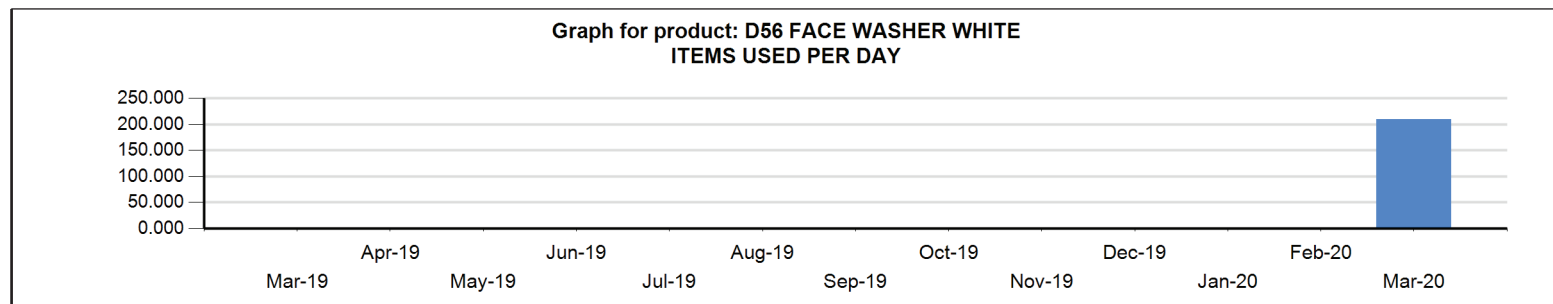 Graph for product: D56 FACE WASHER WHITE
ITEMS USED PER DAY
250.000
200.000
150.000
100.000
50.000
0.000
Apr-19 Jun-19 Aug-19 Oct-19 Dec-19 Feb-20
Mar-19 May-19 Jul-19 Sep-19 Nov-19 Jan-20 Mar-20